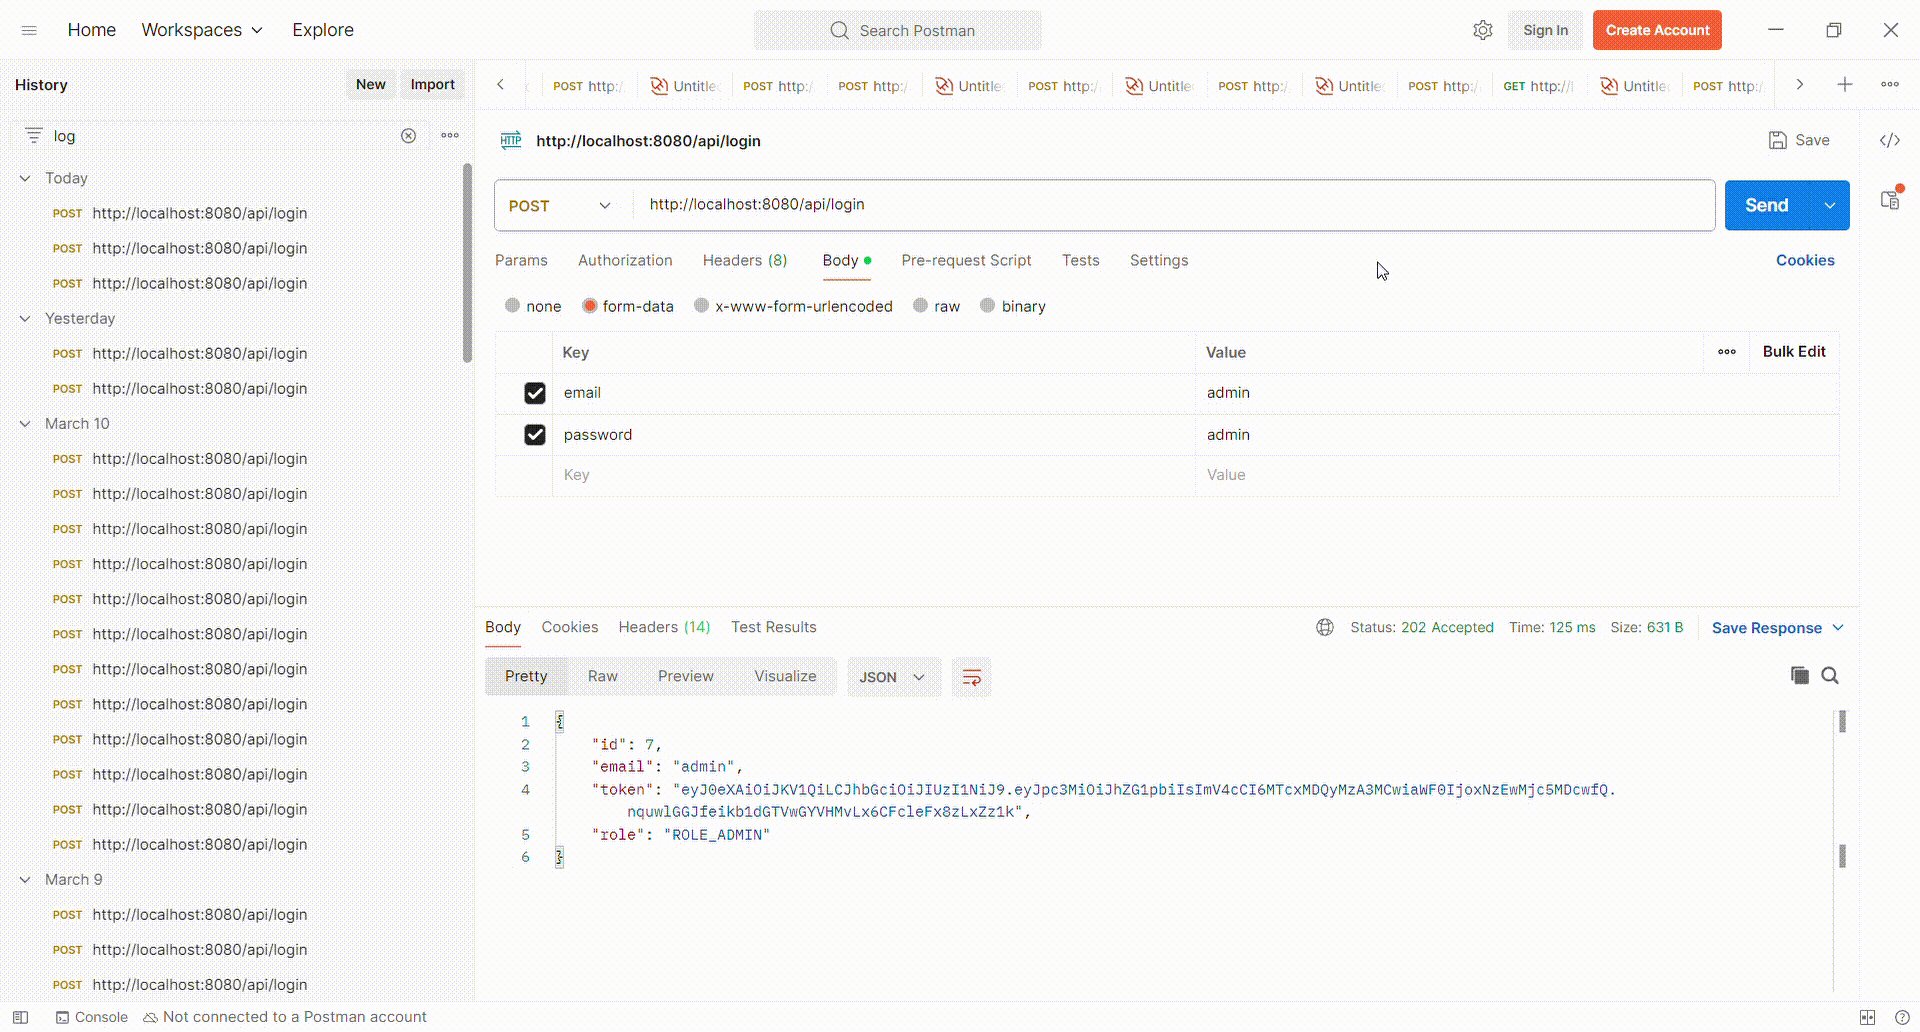 Home Workspaces Explore Search Postman Sign In Create Account
History New Import
log
Today
POST http://localhost:8080/api/login
POST http://localhost:8080/api/login
POST http://localhost:8080/api/login
Yesterday
POST http://localhost:8080/api/login
POST http://localhost:8080/api/login
March 10
POST http://localhost:8080/api/login
POST http://localhost:8080/api/login
POST http://localhost:8080/api/login
POST http://localhost:8080/api/login
POST http://localhost:8080/api/login
POST http://localhost:8080/api/login
POST http://localhost:8080/api/login
POST http://localhost:8080/api/login
POST http://localhost:8080/api/login
POST http://localhost:8080/api/login
POST http://localhost:8080/api/login
POST http://localhost:8080/api/login
March 9
POST http://localhost:8080/api/login
POST http://localhost:8080/api/login
POST http://localhost:8080/api/login
POST http:/ Untitle POST http:/ POST http:/ Untitle POST http:/ Untitle POST http:/ Untitle POST http:/ GET http://l Untitle POST http:/
HTTP http://localhost:8080/api/login Save </>
POST http://localhost:8080/api/login Send
Params Authorization Headers (8) Body Pre-request Script Tests Settings Cookies
none form-data x-www-form-urlencoded raw binary
Key Value Bulk Edit
email admin
password admin
Key Value
Body Cookies Headers (14) Test Results Status: 202 Accepted Time: 125 ms Size: 631 B Save Response
Pretty Raw Preview Visualize JSON
1 {
2 "id": 7,
3 "email": "admin",
4 "token": "eyJ0eXAiOiJKV1QiLCJhbGciOiJIUzI1NiJ9.eyJpc3MiOiJhZG1pbiIsImV4cCI6MTcxMDQyMzA3MCwiaWF0IjoxNzEwMjc5MDcwfQ.
nquwlGGJfeikb1dGTVwGYVHMvLx6CFcleFx8zLxZz1k",
5 "role": "ROLE_ADMIN"
6 }
Console Not connected to a Postman account